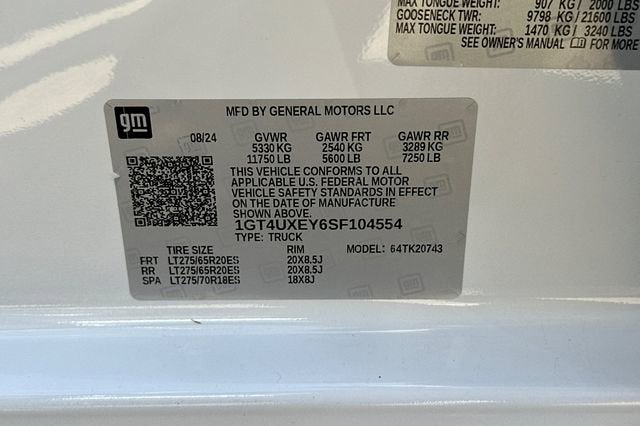 MAX TONGUE WEIGHT: 907 KG / 2000 LBS
GOOSENECK TWR: 9798 KG/21600 LBS
MAX TONGUE WEIGHT: 1470 KG/ 3240 LBS
SEE OWNER'S MANUAL FOR MORE
gm
MFD BY GENERAL MOTORS LLC
08/24 GVWR GAWR FRT GAWR RR
5330 KG 2540 KG 3289 KG
11750 LB 5600 LB 7250 LB
THIS VEHICLE CONFORMS TO ALL
APPLICABLE U.S. FEDERAL MOTOR
VEHICLE SAFETY STANDARDS IN EFFECT
ON THE DATE OF MANUFACTURE
SHOWN ABOVE.
1GT4UXEY6SF104554
TYPE: TRUCK
TIRE SIZE RIM MODEL: 64TK20743
FRT LT275/65R20ES 20X8.5J
RR LT275/65R20ES 20X8.5J
SPA LT275/70R18ES 18X8J